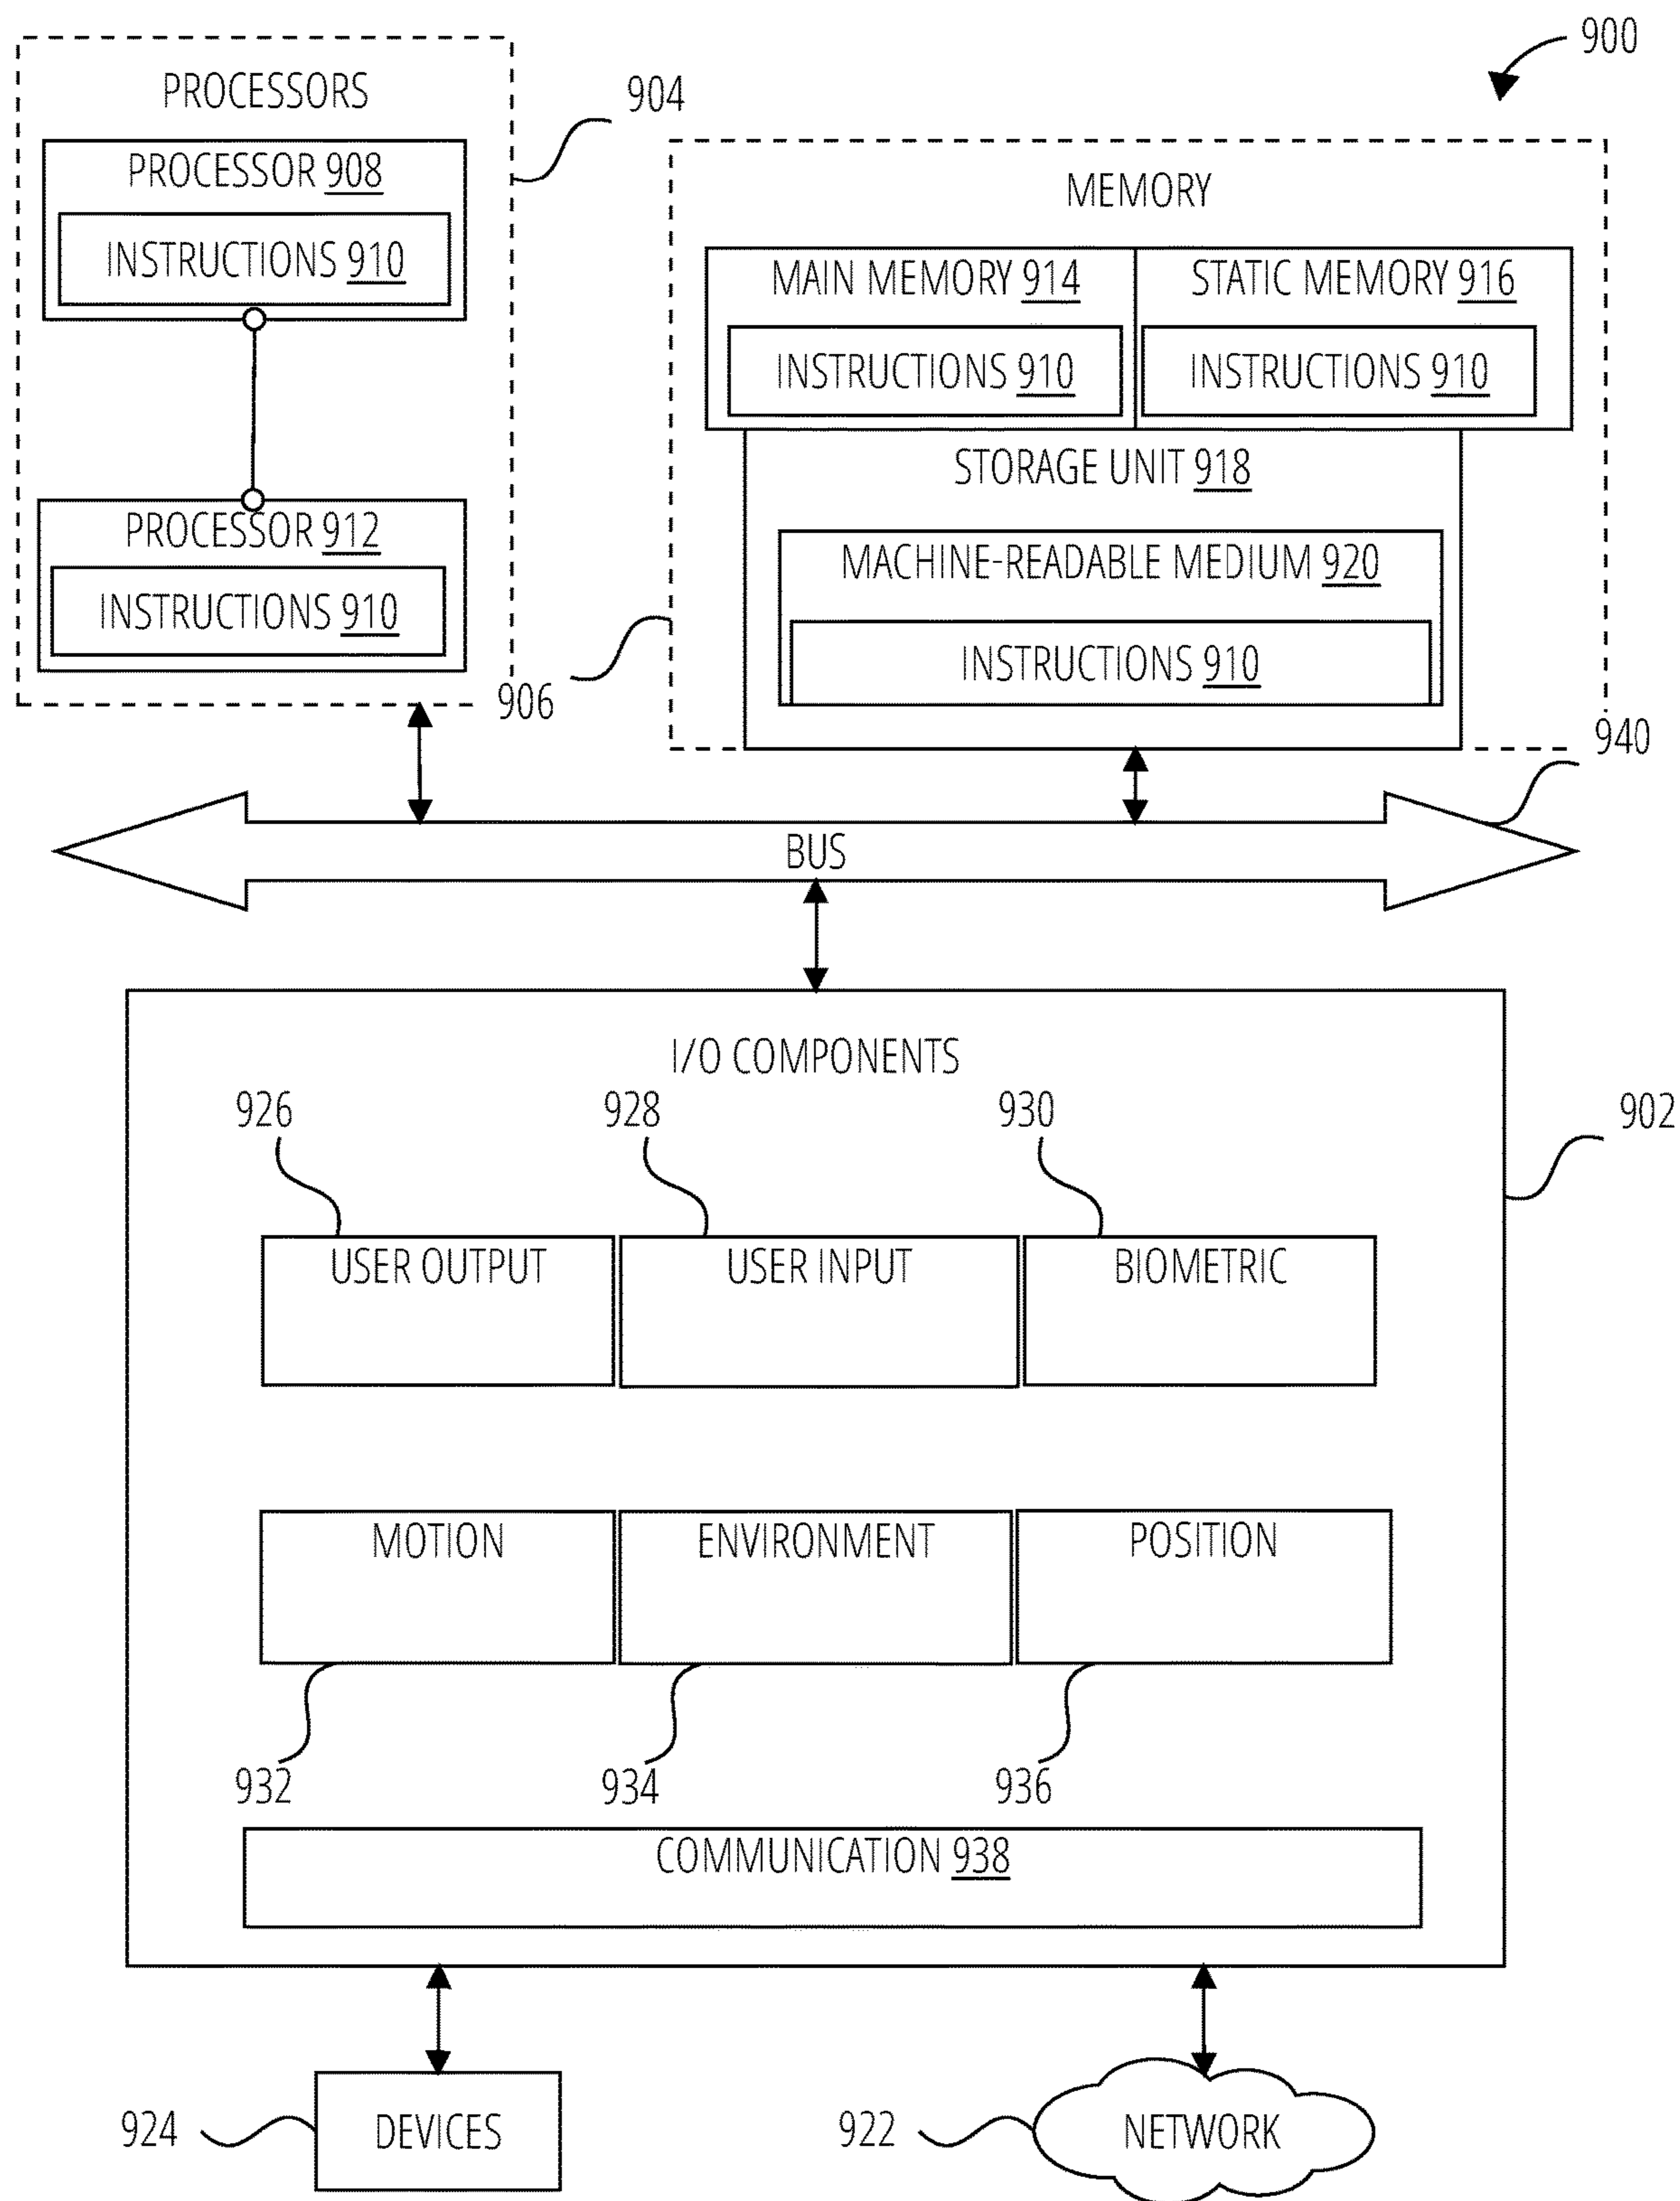 900
PROCESSORS
904
PROCESSOR 908
INSTRUCTIONS 910
PROCESSOR 912
INSTRUCTIONS 910
MEMORY
MAIN MEMORY 914
STATIC MEMORY 916
INSTRUCTIONS 910
INSTRUCTIONS 910
STORAGE UNIT 918
MACHINE-READABLE MEDIUM 920
INSTRUCTIONS 910
906
940
BUS
I/O COMPONENTS
902
926
928
930
USER OUTPUT
USER INPUT
BIOMETRIC
MOTION
ENVIRONMENT
POSITION
932
934
936
COMMUNICATION 938
924
DEVICES
922
NETWORK